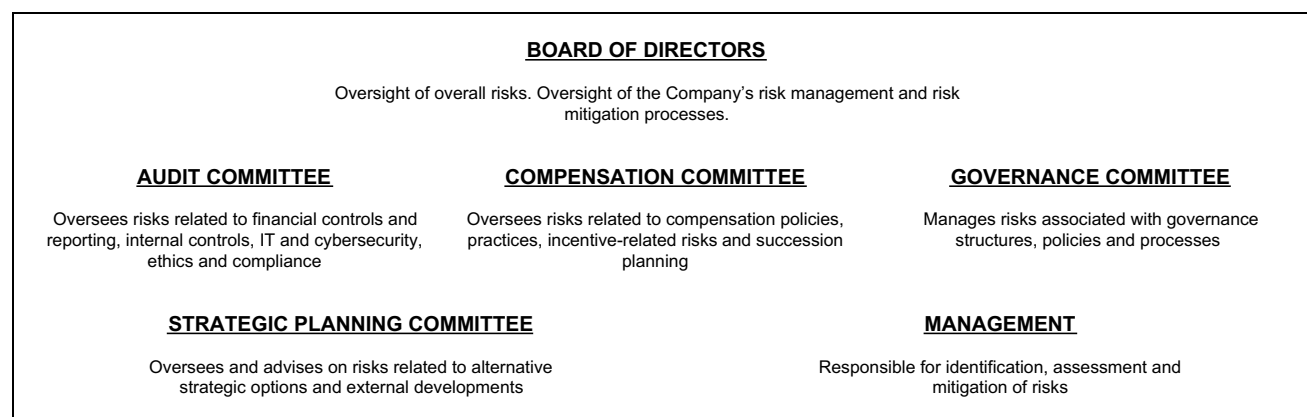 BOARD OF DIRECTORS
Oversight of overall risks. Oversight of the Company’s risk management and risk
mitigation processes.
AUDIT COMMITTEE
Oversees risks related to financial controls and
reporting, internal controls, IT and cybersecurity,
ethics and compliance
COMPENSATION COMMITTEE
Oversees risks related to compensation policies,
practices, incentive-related risks and succession
planning
GOVERNANCE COMMITTEE
Manages risks associated with governance
structures, policies and processes
STRATEGIC PLANNING COMMITTEE
Oversees and advises on risks related to alternative
strategic options and external developments
MANAGEMENT
Responsible for identification, assessment and
mitigation of risks